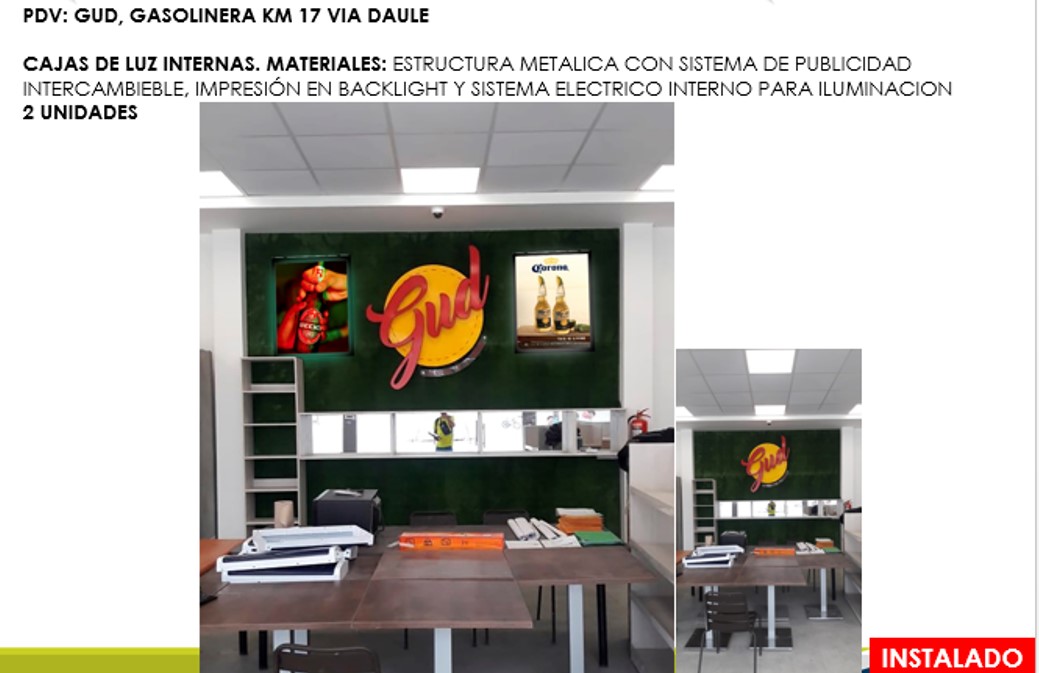 PDV: GUD, GASOLINERA KM 17 VIA DAULE
CAJAS DE LUZ INTERNAS. MATERIALES: ESTRUCTURA METALICA CON SISTEMA DE PUBLICIDAD
INTERCAMBIEBLE, IMPRESIÓN EN BACKLIGHT Y SISTEMA ELECTRICO INTERNO PARA ILUMINACION
2 UNIDADES
Gud
Corona
Gud
INSTALADO